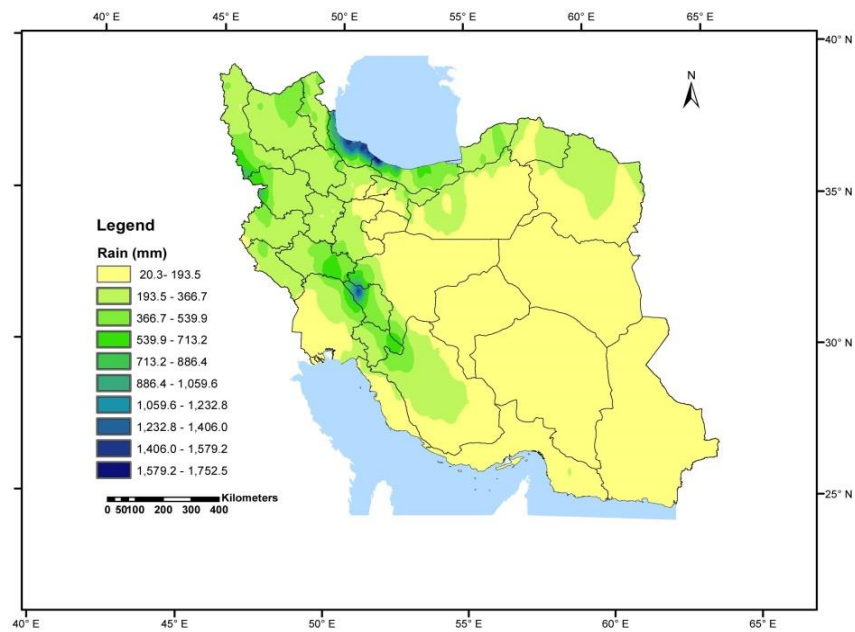 40° E 45° E 50° E 55° E 60° E
40° N
N
35° N
Legend
Rain (mm)
20.3- 193.5
193.5 - 366.7
366.7 - 539.9
539.9 - 713.2
713.2 - 886.4
886.4 - 1,059.6
1,059.6 - 1,232.8
1,232.8 - 1,406.0
1,406.0 - 1,579.2
1,579.2 - 1,752.5
30° N
Kilometers
0 50100 200 300 400
25° N
40° E 45° E 50° E 55° E 60° E 65° E